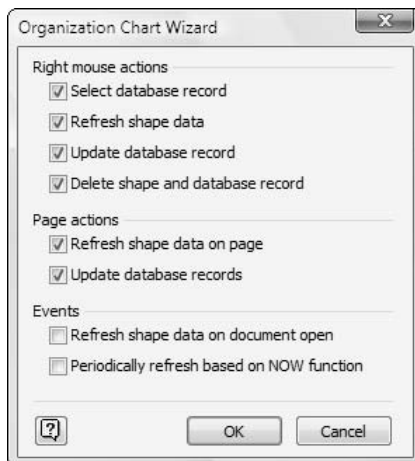 Organization Chart Wizard
Right mouse actions
Select database record
Refresh shape data
Update database record
Delete shape and database record
Page actions
Refresh shape data on page
Update database records
Events
Refresh shape data on document open
Periodically refresh based on NOW function
OK
Cancel